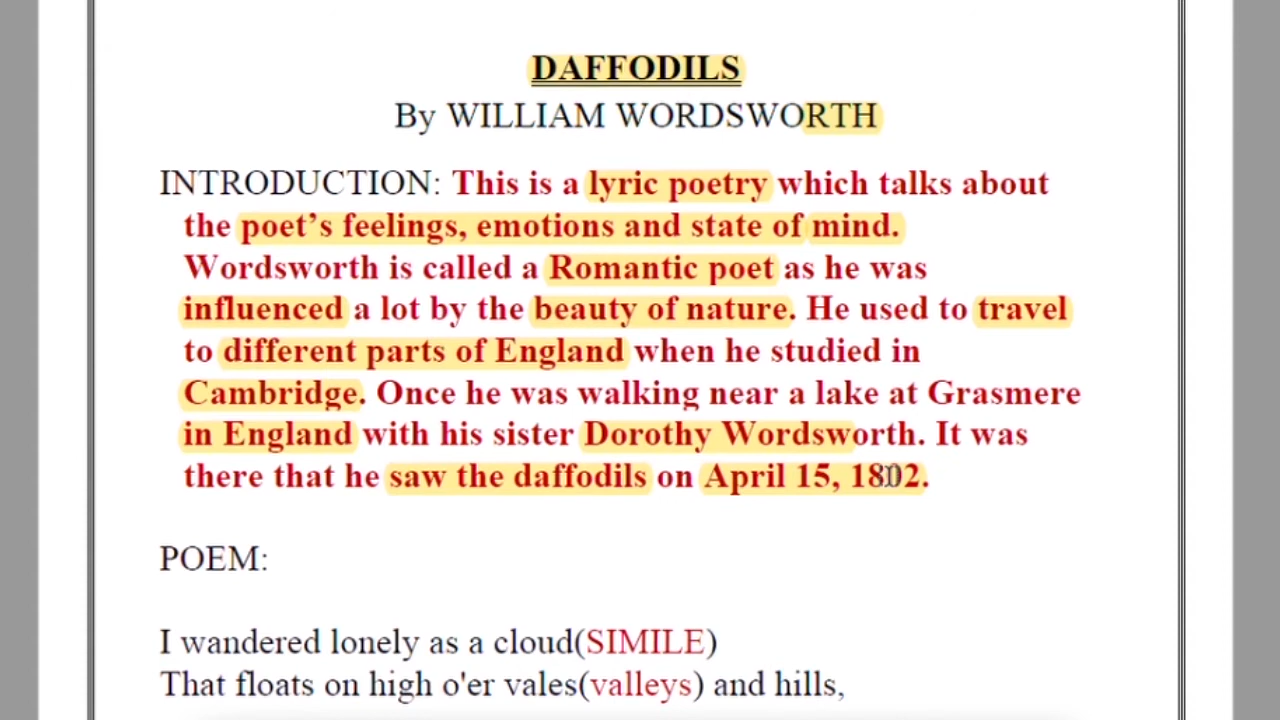 DAFFODILS
By WILLIAM WORDSWORTH
INTRODUCTION: This is a lyric poetry which talks about
the poet’s feelings, emotions and state of mind.
Wordsworth is called a Romantic poet as he was
influenced a lot by the beauty of nature. He used to travel
to different parts of England when he studied in
Cambridge. Once he was walking near a lake at Grasmere
in England with his sister Dorothy Wordsworth. It was
there that he saw the daffodils on April 15, 1802.
POEM:
I wandered lonely as a cloud(SIMILE)
That floats on high o'er vales(valleys) and hills,